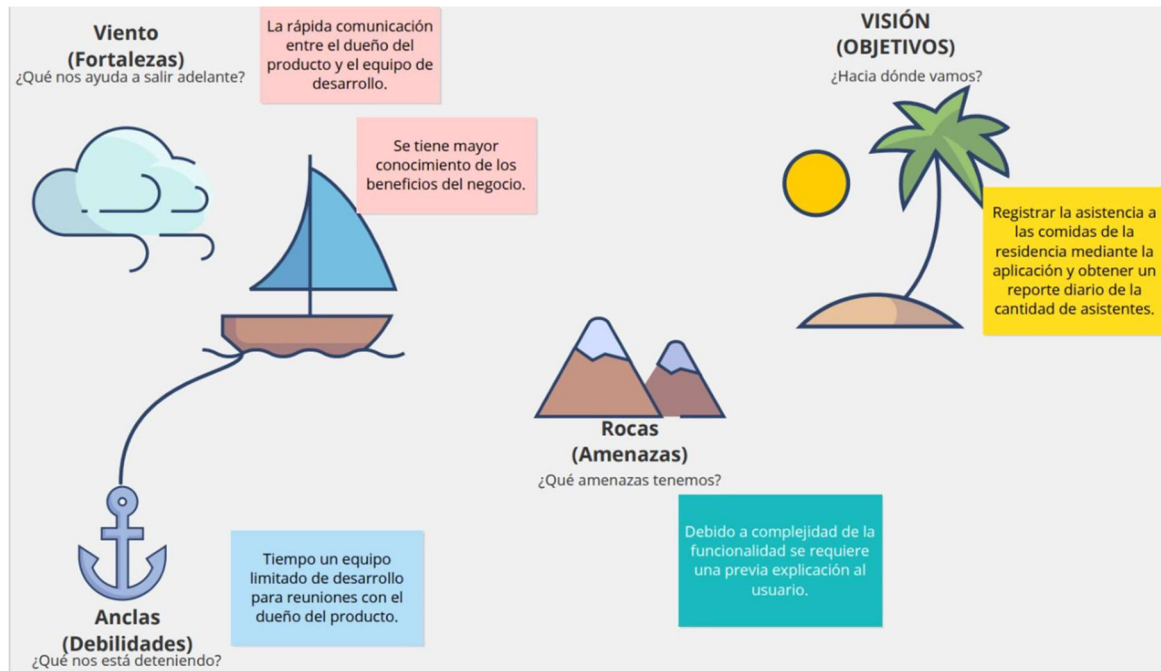 Viento
(Fortalezas)
¿Qué nos ayuda a salir adelante?
La rápida comunicación
entre el dueño del
producto y el equipo de
desarrollo.
Se tiene mayor
conocimiento de los
beneficios del negocio.
VISIÓN
(OBJETIVOS)
¿Hacia dónde vamos?
Registrar la asistencia a
las comidas de la
residencia mediante la
aplicación y obtener un
reporte diario de la
cantidad de asistentes.
Rocas
(Amenazas)
¿Qué amenazas tenemos?
Debido a complejidad de la
funcionalidad se requiere
una previa explicación al
usuario.
Tiempo un equipo
limitado de desarrollo
para reuniones con el
dueño del producto.
Anclas
(Debilidades)
¿Qué nos está deteniendo?